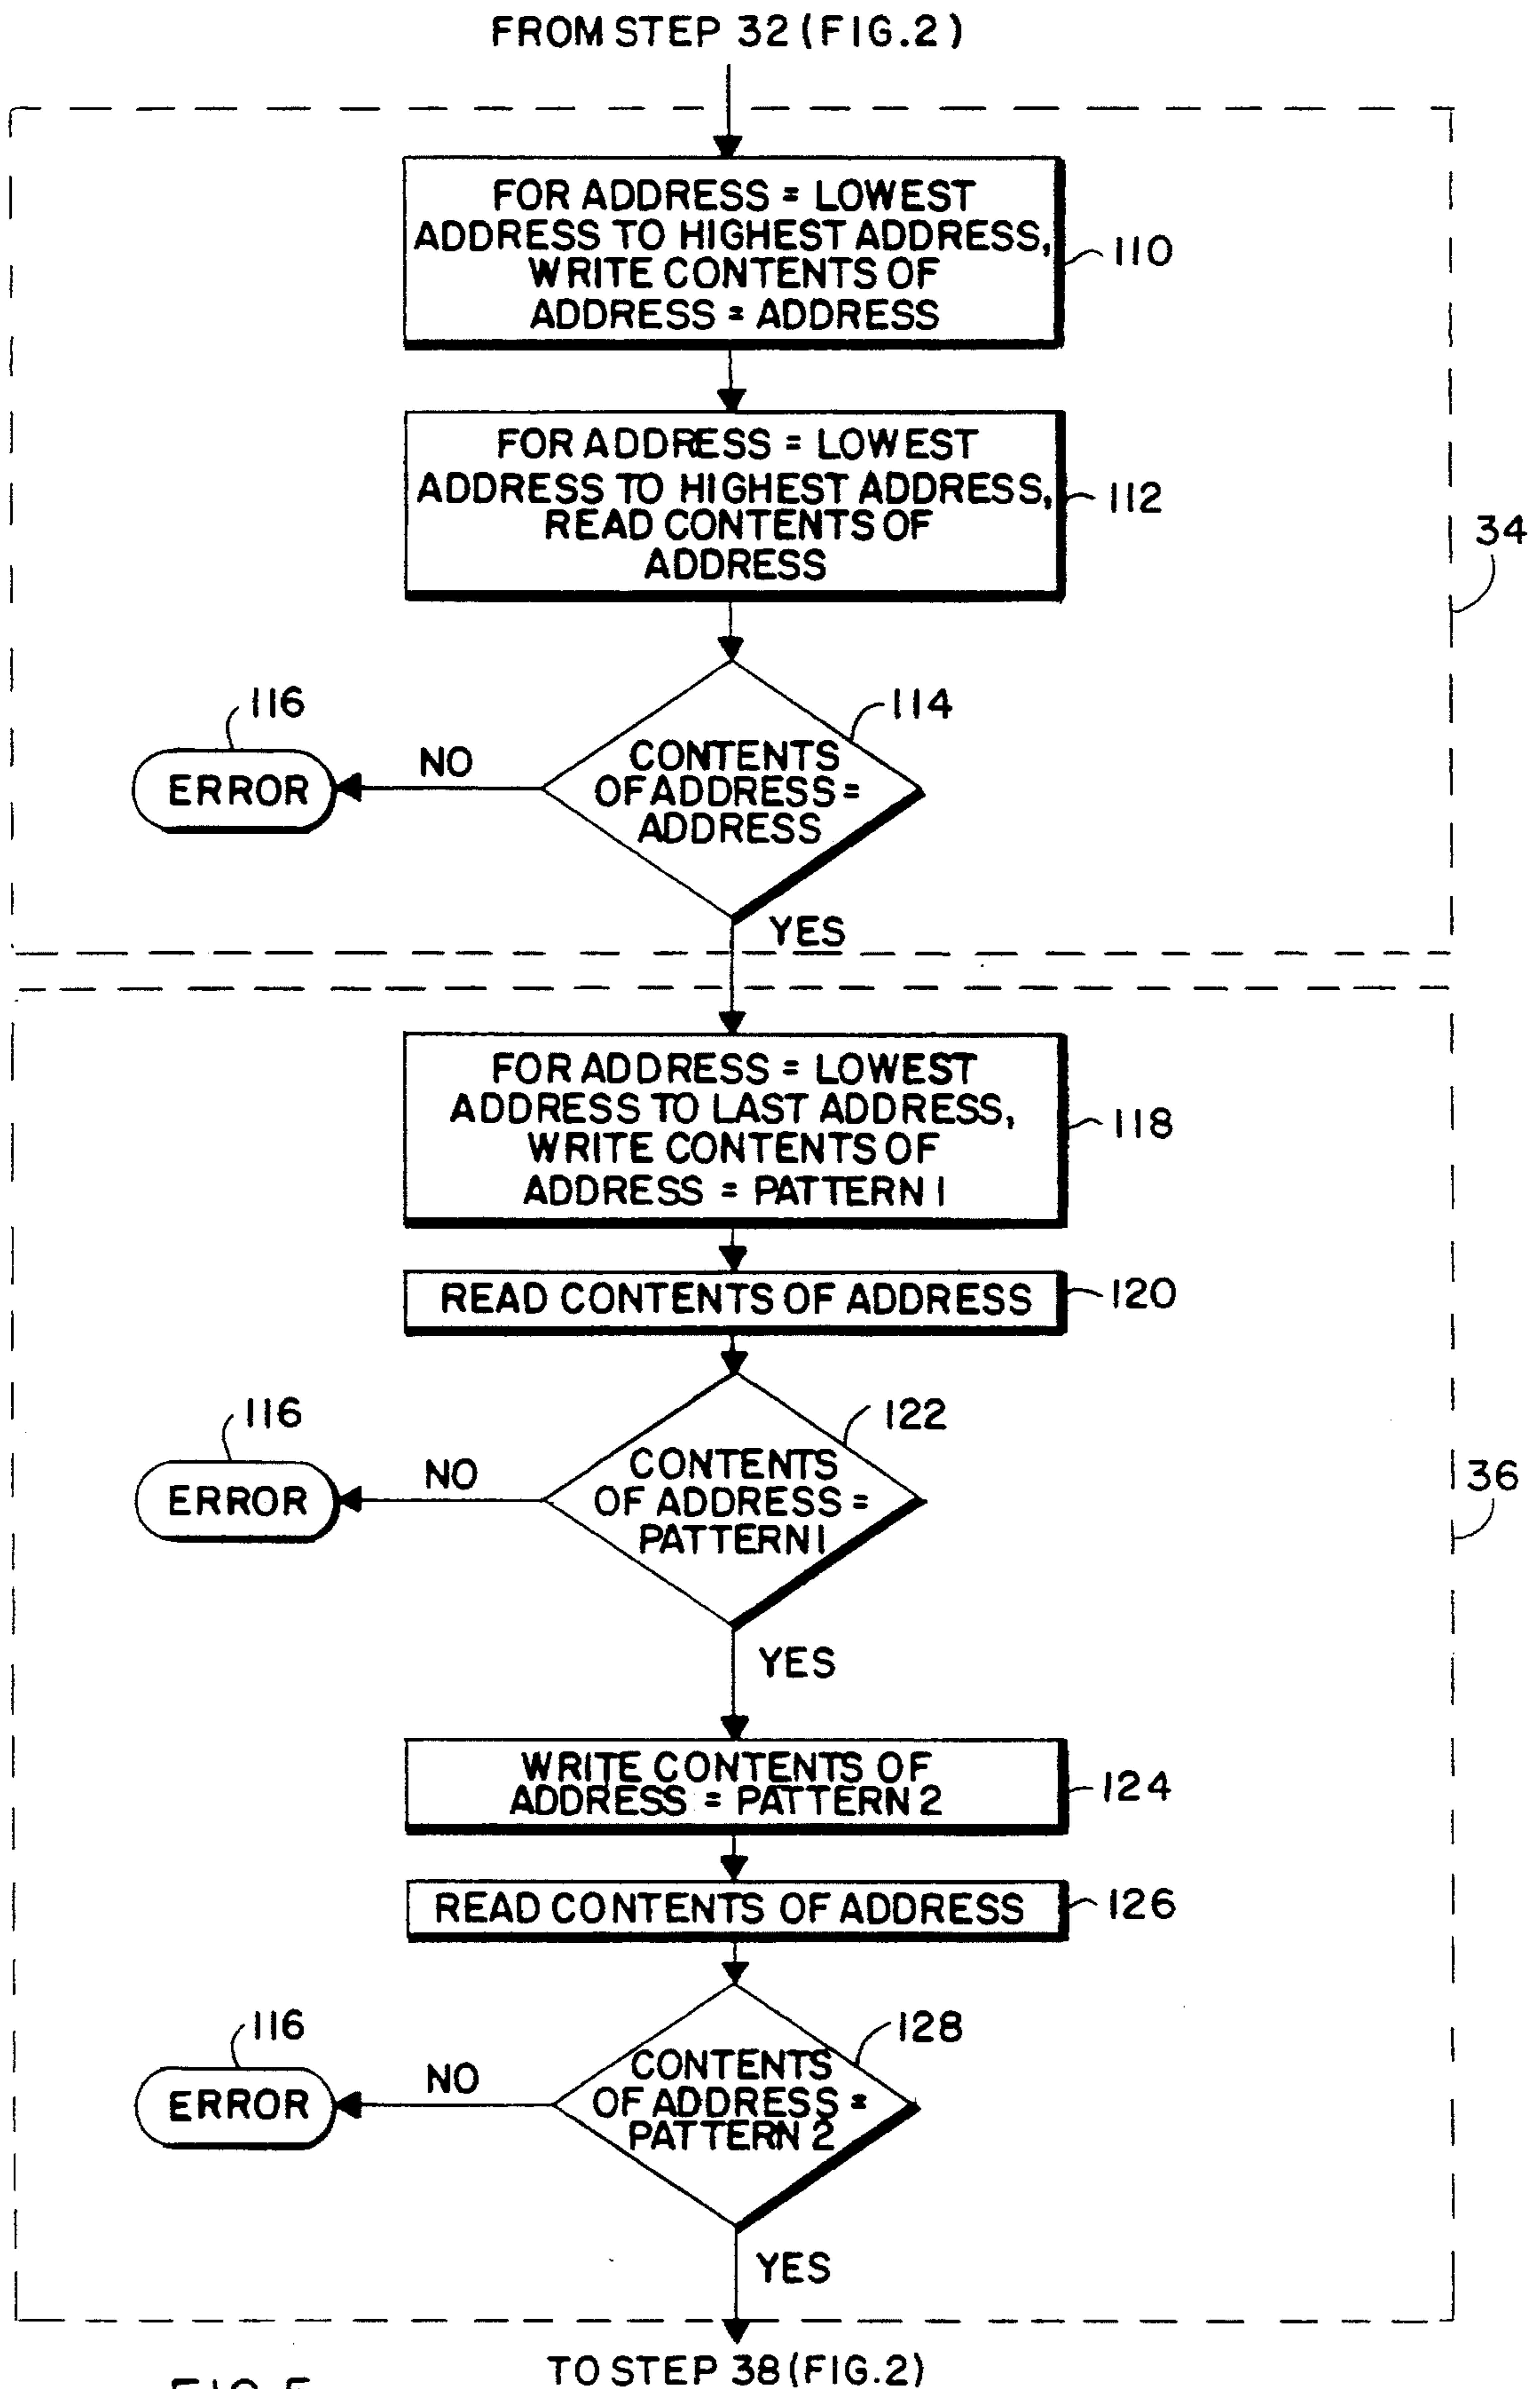 FROM STEP 32 (FIG.2)
FOR ADDRESS = LOWEST
ADDRESS TO HIGHEST ADDRESS,
WRITE CONTENTS OF
ADDRESS = ADDRESS
110
FOR ADDRESS = LOWEST
ADDRESS TO HIGHEST ADDRESS,
READ CONTENTS OF
ADDRESS
112
34
116
ERROR
NO
114
CONTENTS
OF ADDRESS =
ADDRESS
YES
FOR ADDRESS = LOWEST
ADDRESS TO LAST ADDRESS,
WRITE CONTENTS OF
ADDRESS = PATTERN 1
118
READ CONTENTS OF ADDRESS
120
116
ERROR
NO
122
CONTENTS
OF ADDRESS =
PATTERN 1
36
YES
WRITE CONTENTS OF
ADDRESS = PATTERN 2
124
READ CONTENTS OF ADDRESS
126
116
ERROR
NO
128
CONTENTS
OF ADDRESS =
PATTERN 2
YES
TO STEP 38 (FIG.2)